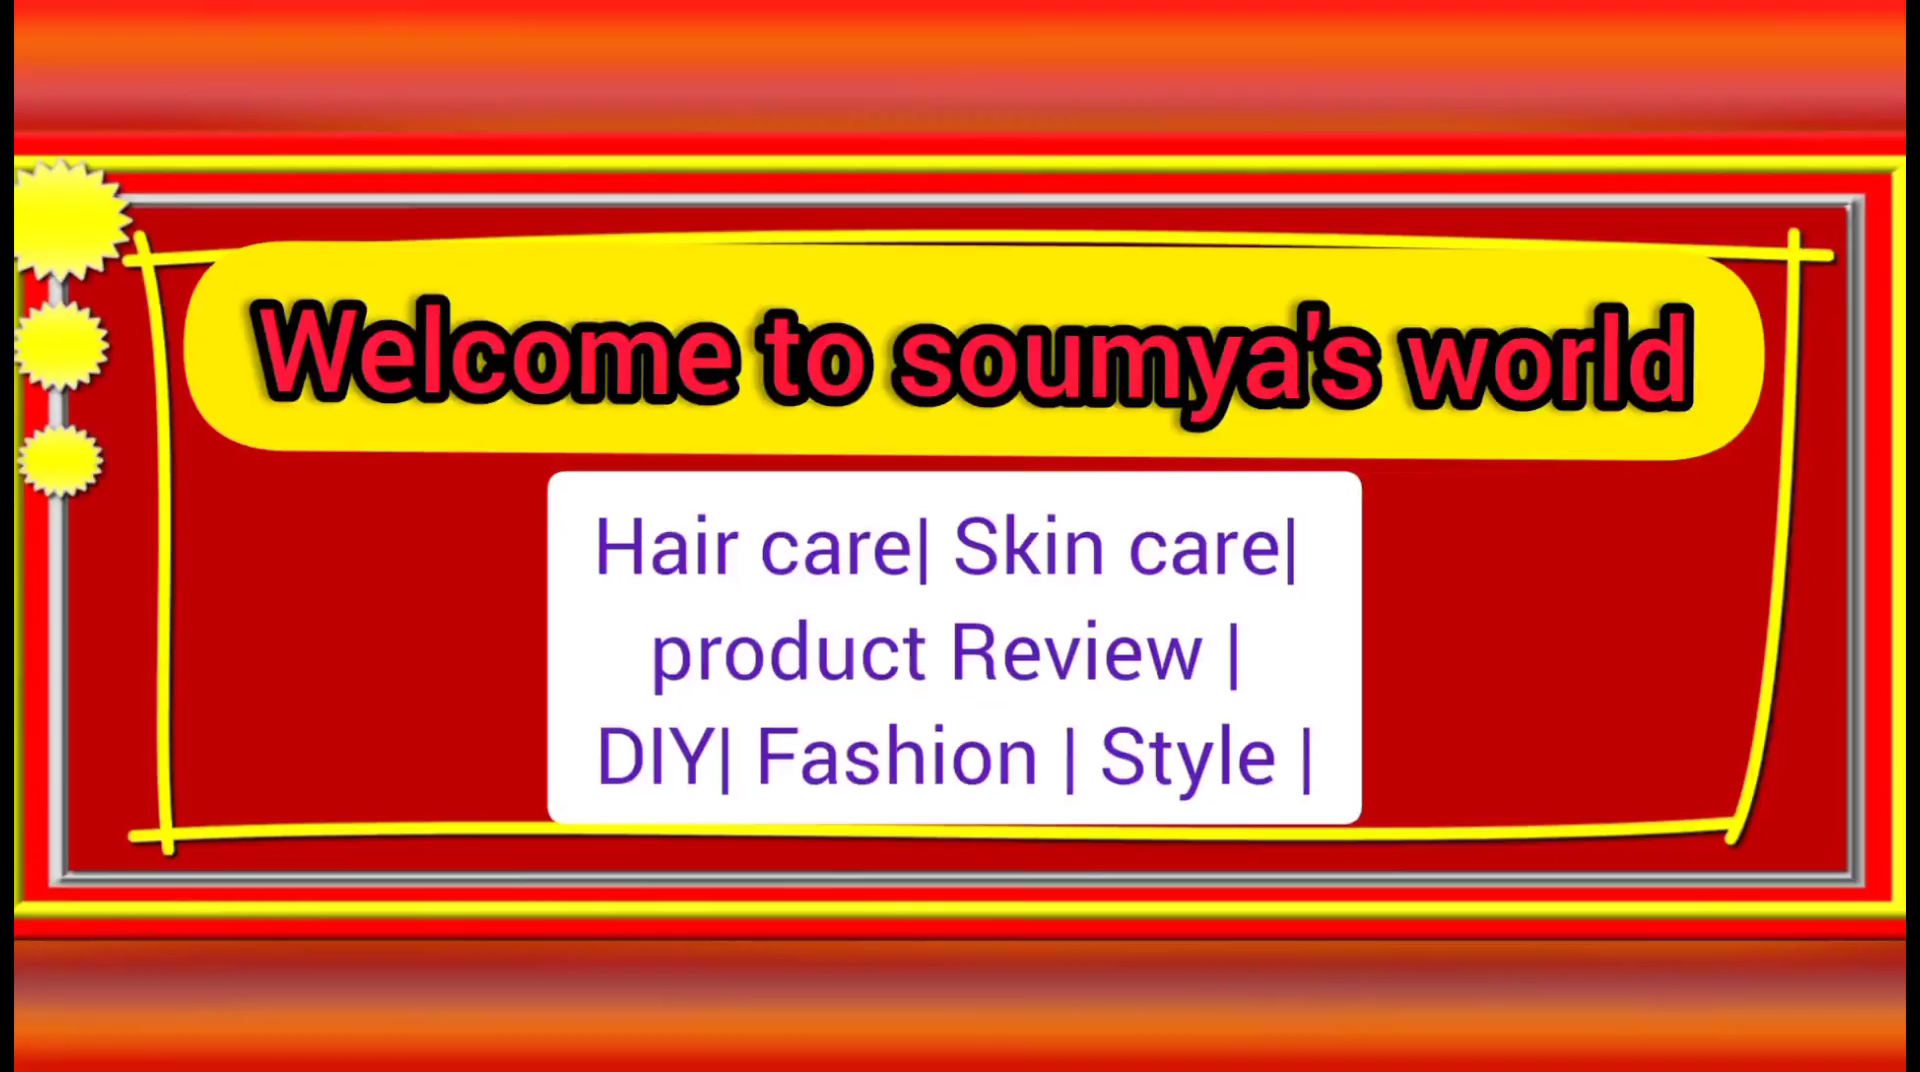 Welcome to soumya's world
Hair care| Skin care|
product Review |
DIY| Fashion | Style |